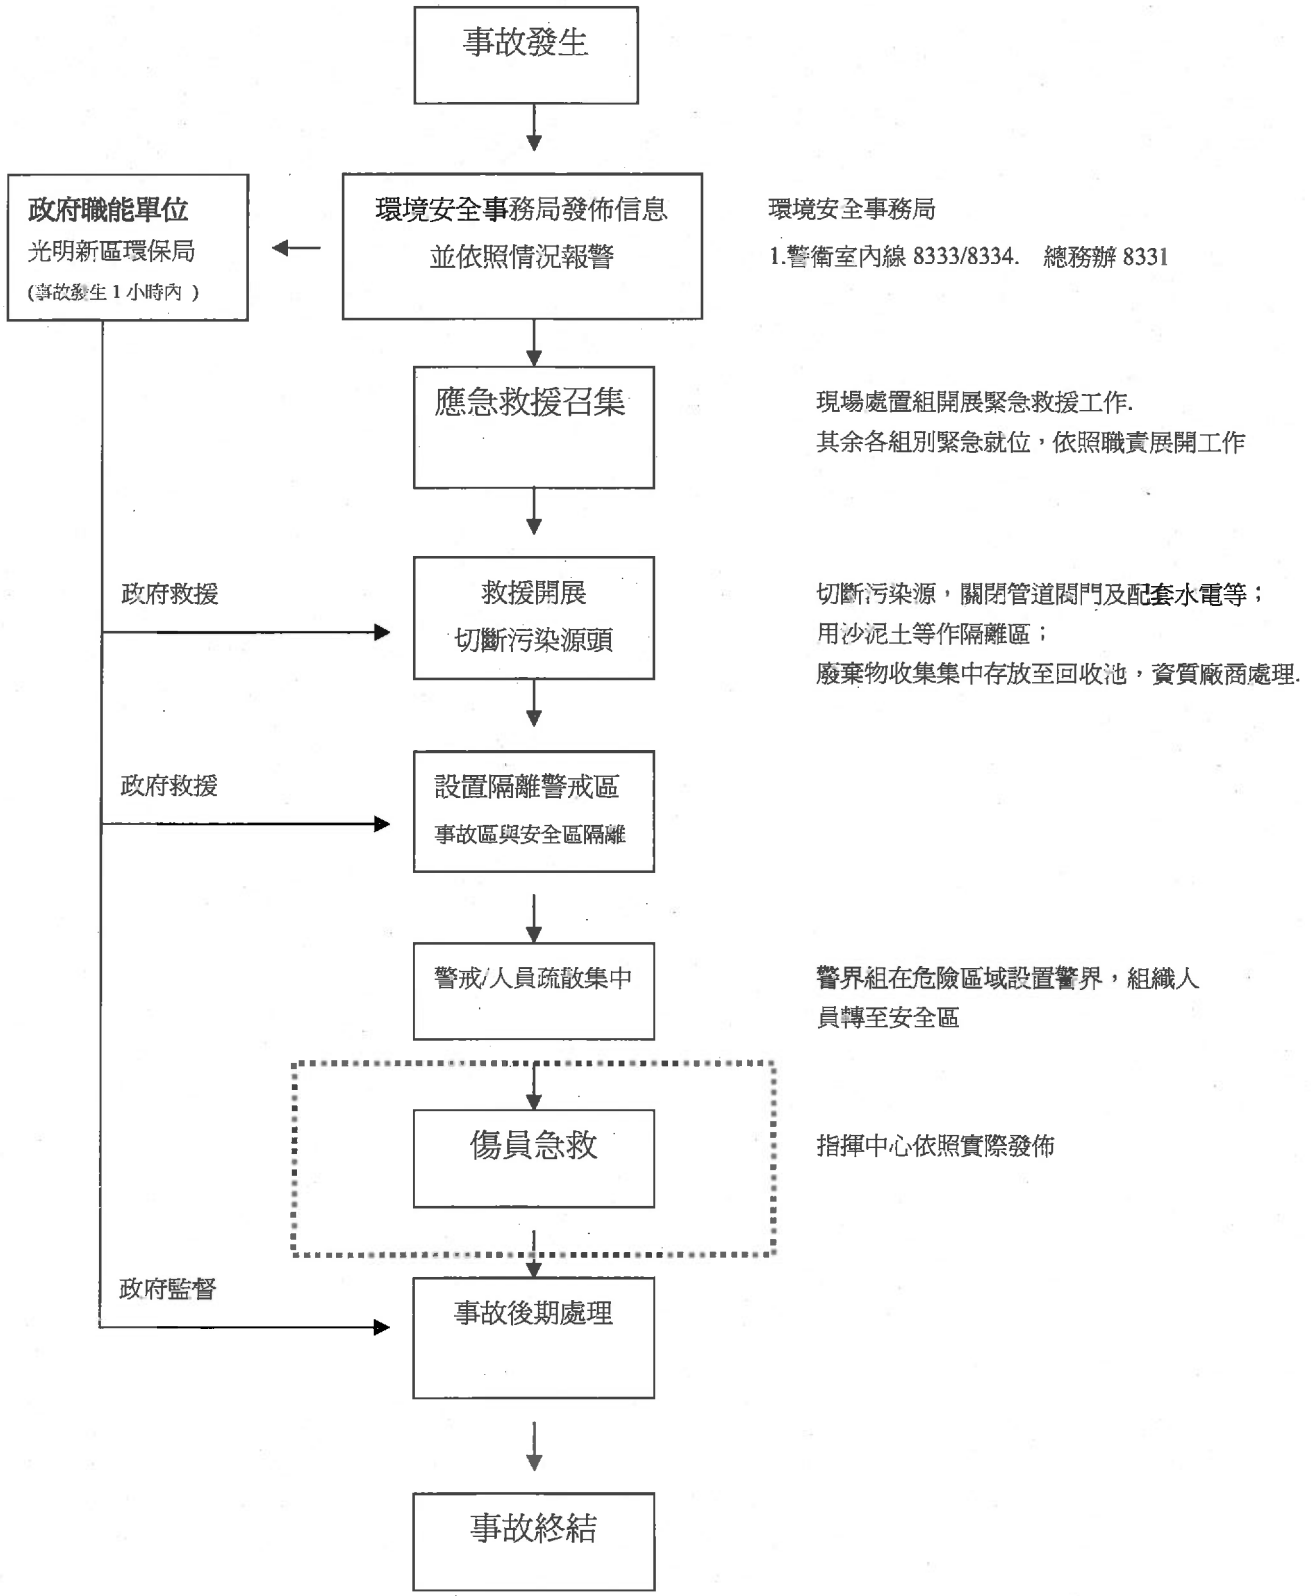 事故發生
政府職能單位
光明新區環保局
(事故發生 1 小時內 )
環境安全事務局發佈信息
並依照情況報警
環境安全事務局
1.警衛室內線 8333/8334. 總務辦 8331
應急救援召集
現場處置組開展緊急救援工作.
其余各組別緊急就位，依照職責展開工作
政府救援
救援開展
切斷污染源頭
切斷污染源，關閉管道閥門及配套水電等；
用沙泥土等作隔離區；
廢棄物收集集中存放至回收池，資質廠商處理.
政府救援
設置隔離警戒區
事故區與安全區隔離
警戒/人員疏散集中
警界組在危險區域設置警界，組織人
員轉至安全區
傷員急救
指揮中心依照實際發佈
政府監督
事故後期處理
事故終結